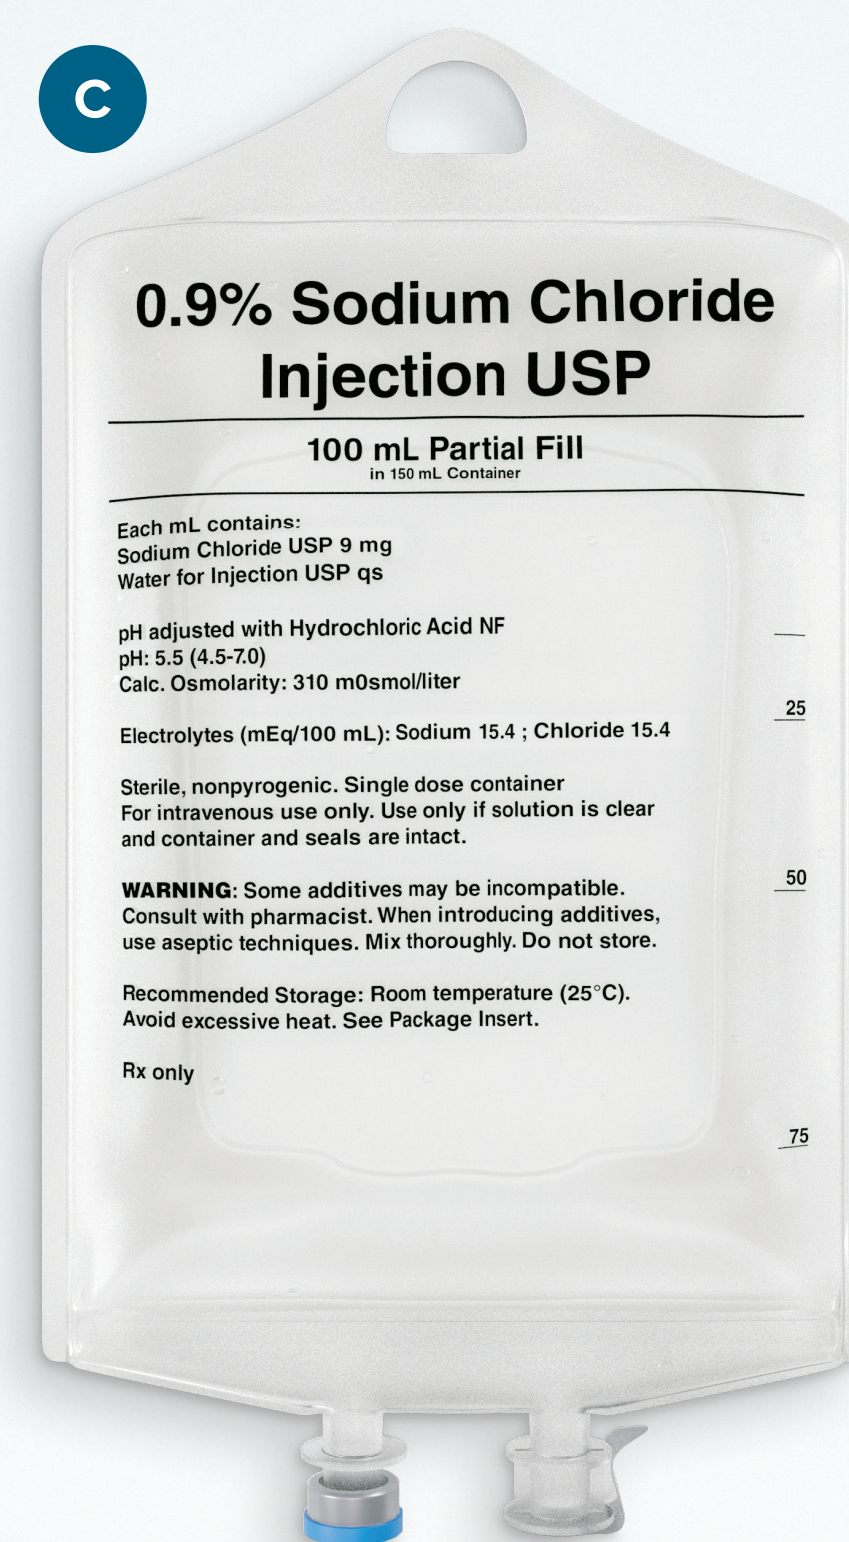 C
0.9% Sodium Chloride
Injection USP
100 mL Partial Fill
in 150 mL Container
Each mL contains:
Sodium Chloride USP 9 mg
Water for Injection USP qs
pH adjusted with Hydrochloric Acid NF
pH: 5.5 (4.5-7.0)
Calc. Osmolarity: 310 m0smol/liter
25
Electrolytes (mEq/100 mL): Sodium 15.4 ; Chloride 15.4
Sterile, nonpyrogenic. Single dose container
For intravenous use only. Use only if solution is clear
and container and seals are intact.
50
WARNING: Some additives may be incompatible.
Consult with pharmacist. When introducing additives,
use aseptic techniques. Mix thoroughly. Do not store.
Recommended Storage: Room temperature (25°C).
Avoid excessive heat. See Package Insert.
Rx only
75